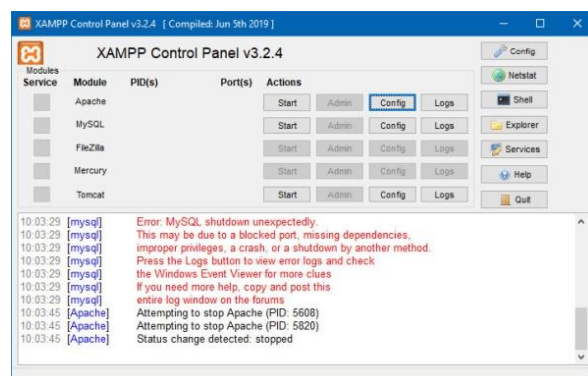 XAMPP Control Panel v3.2.4 [ Compiled: Jun 5th 2019 ]
XAMPP Control Panel v3.2.4
Config
Modules
Service Module PID(s) Port(s) Actions
Netstat
Apache Start Admin Config Logs
Shell
MySQL Start Admin Config Logs
Explorer
FileZilla Start Admin Config Logs
Services
Mercury Start Admin Config Logs
Help
Tomcat Start Admin Config Logs
Quit
10:03:29 [mysql] Error: MySQL shutdown unexpectedly.
10:03:29 [mysql] This may be due to a blocked port, missing dependencies,
10:03:29 [mysql] improper privileges, a crash, or a shutdown by another method.
10:03:29 [mysql] Press the Logs button to view error logs and check
10:03:29 [mysql] the Windows Event Viewer for more clues
10:03:29 [mysql] If you need more help, copy and post this
10:03:29 [mysql] entire log window on the forums
10:03:45 [Apache] Attempting to stop Apache (PID: 5608)
10:03:45 [Apache] Attempting to stop Apache (PID: 5820)
10:03:45 [Apache] Status change detected: stopped